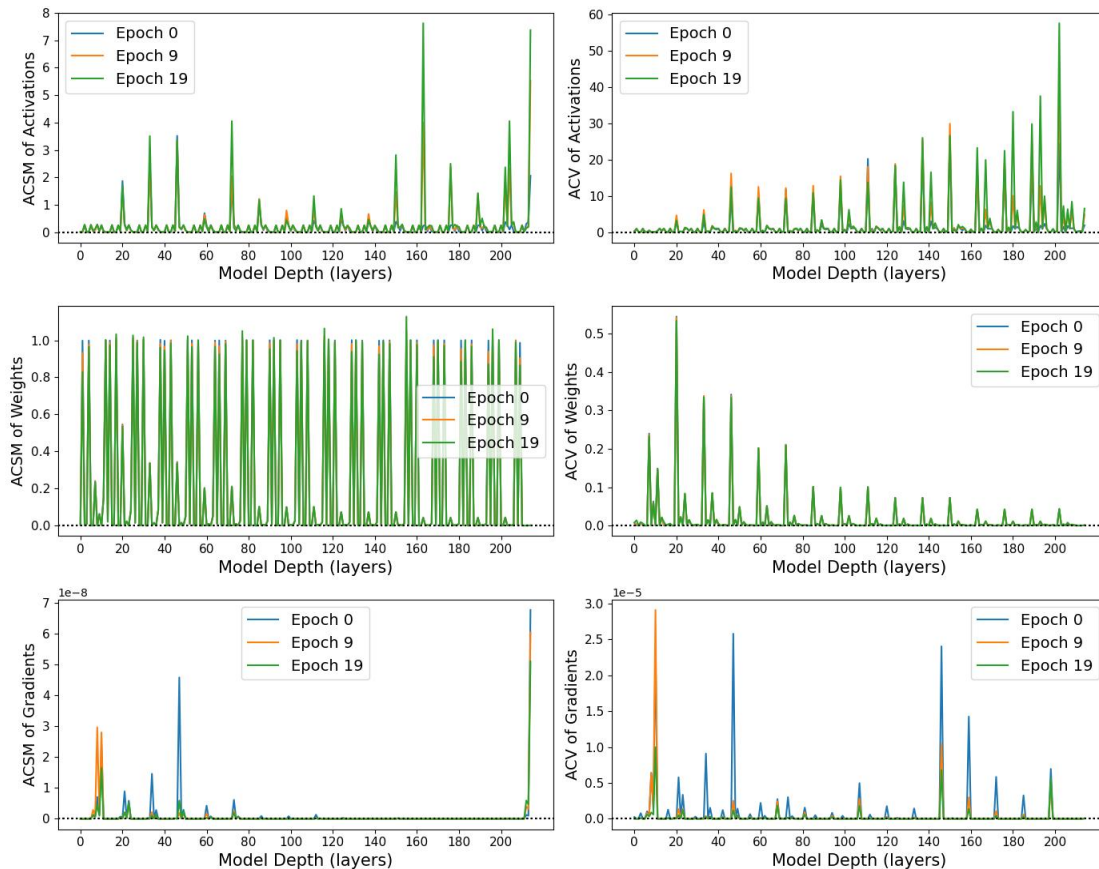 ACSM of Activations
8
7
6
5
4
3
2
1
0
Epoch 0
Epoch 9
Epoch 19
0 20 40 60 80 100 120 140 160 180 200
Model Depth (layers)
ACV of Activations
60
50
40
30
20
10
0
Epoch 0
Epoch 9
Epoch 19
0 20 40 60 80 100 120 140 160 180 200
Model Depth (layers)
ACSM of Weights
1.0
0.8
0.6
0.4
0.2
0.0
Epoch 0
Epoch 9
Epoch 19
0 20 40 60 80 100 120 140 160 180 200
Model Depth (layers)
ACV of Weights
0.5
0.4
0.3
0.2
0.1
0.0
Epoch 0
Epoch 9
Epoch 19
0 20 40 60 80 100 120 140 160 180 200
Model Depth (layers)
1e−8
ACSM of Gradients
7
6
5
4
3
2
1
0
Epoch 0
Epoch 9
Epoch 19
0 20 40 60 80 100 120 140 160 180 200
Model Depth (layers)
1e−5
ACV of Gradients
3.0
2.5
2.0
1.5
1.0
0.5
0.0
Epoch 0
Epoch 9
Epoch 19
0 20 40 60 80 100 120 140 160 180 200
Model Depth (layers)